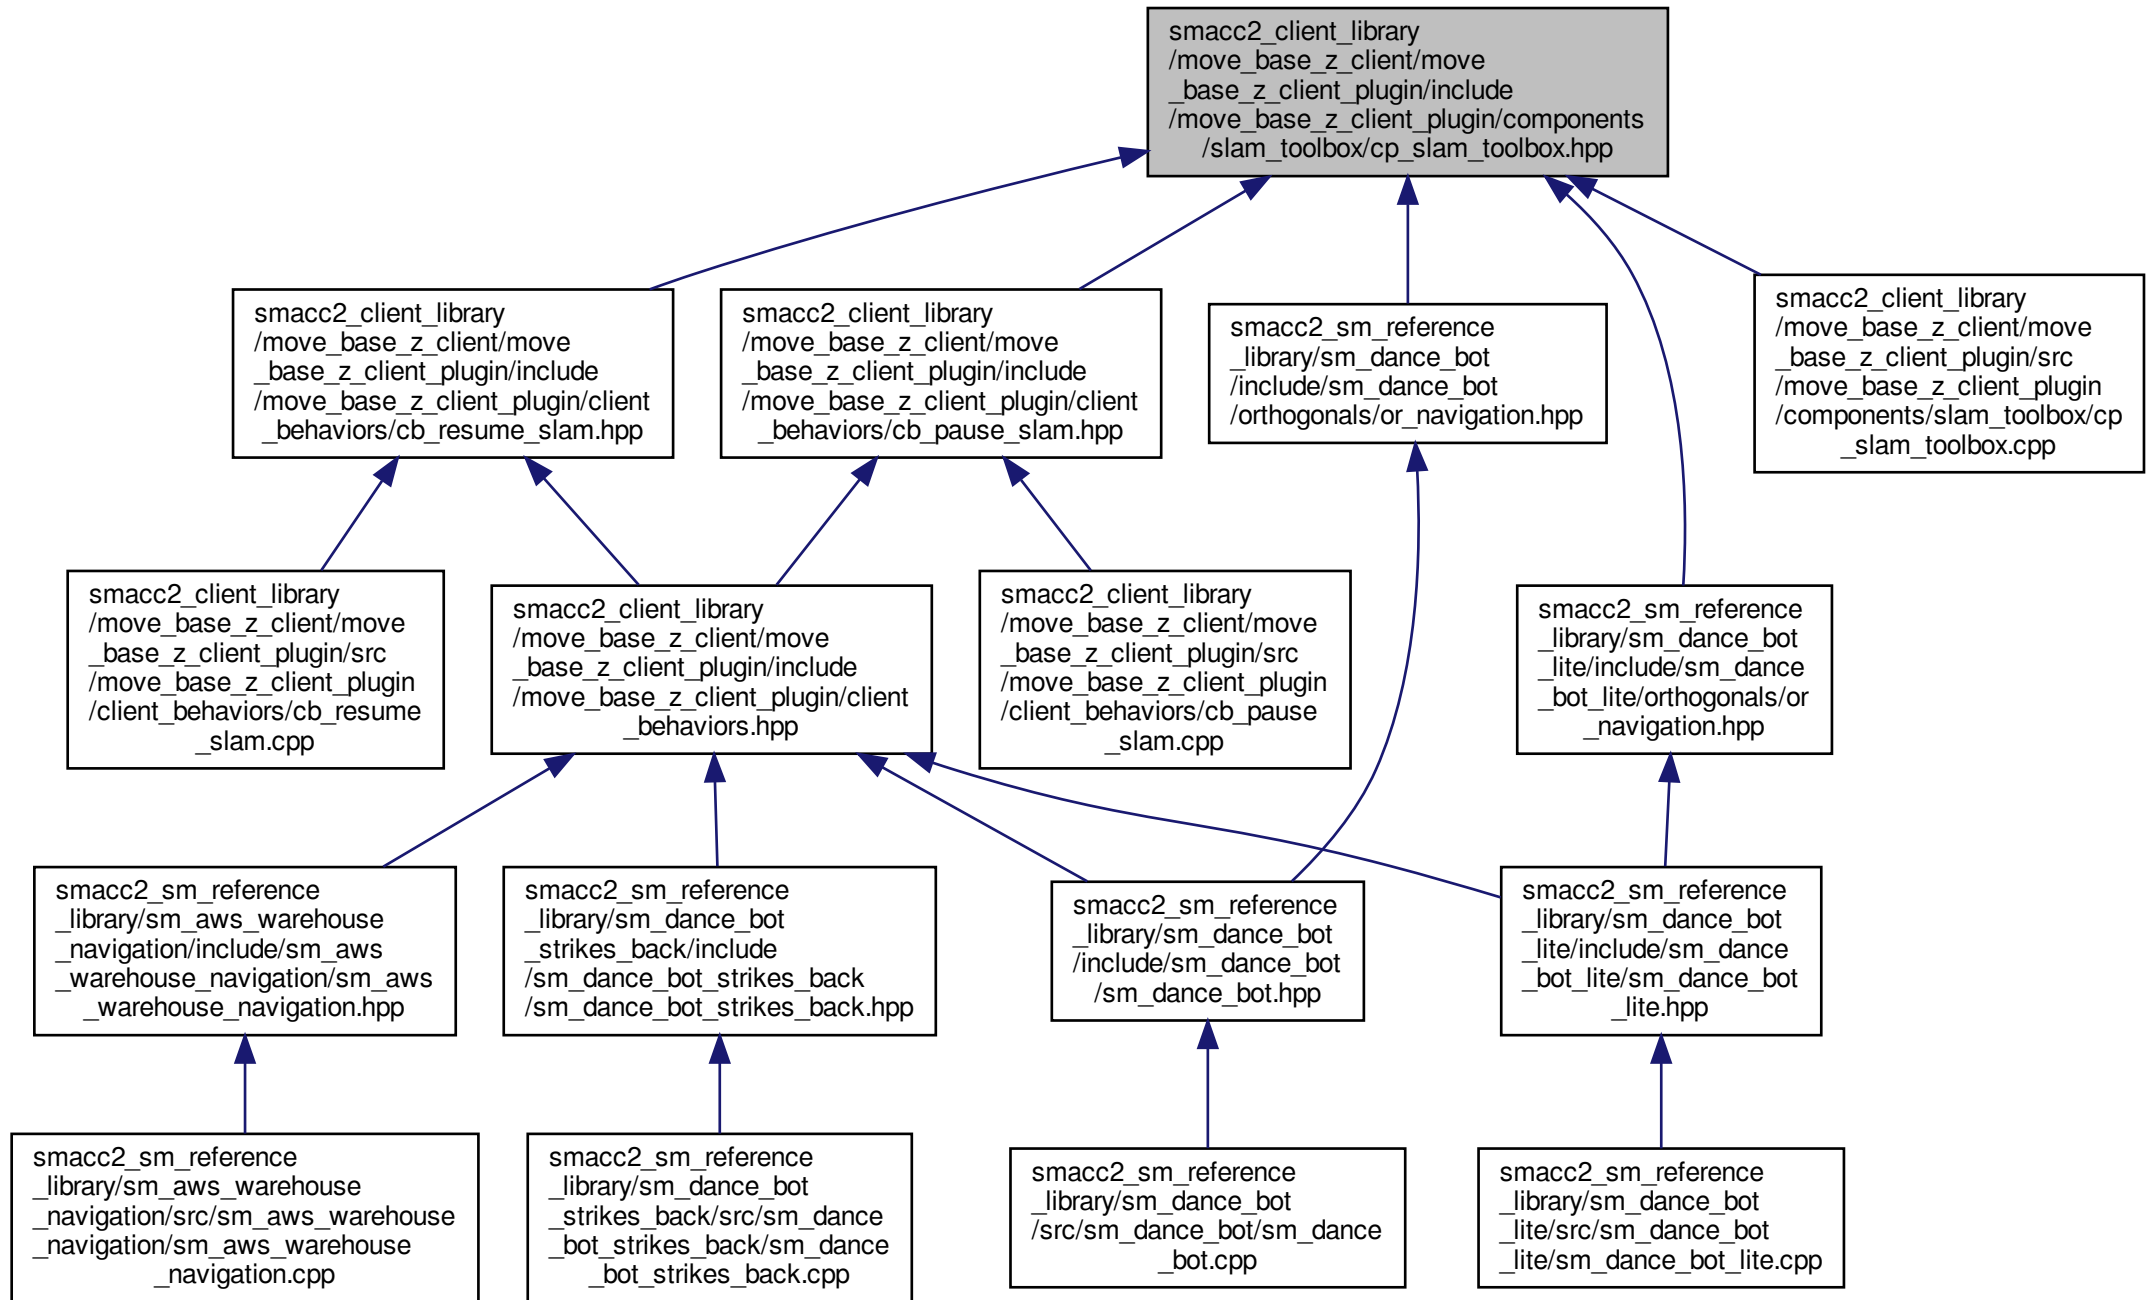 smacc2_client_library
/move_base_z_client/move
_base_z_client_plugin/include
/move_base_z_client_plugin/components
/slam_toolbox/cp_slam_toolbox.hpp
smacc2_client_library
/move_base_z_client/move
_base_z_client_plugin/include
/move_base_z_client_plugin/client
_behaviors/cb_resume_slam.hpp
smacc2_client_library
/move_base_z_client/move
_base_z_client_plugin/include
/move_base_z_client_plugin/client
_behaviors/cb_pause_slam.hpp
smacc2_sm_reference
_library/sm_dance_bot
/include/sm_dance_bot
/orthogonals/or_navigation.hpp
smacc2_client_library
/move_base_z_client/move
_base_z_client_plugin/src
/move_base_z_client_plugin
/components/slam_toolbox/cp
_slam_toolbox.cpp
smacc2_client_library
/move_base_z_client/move
_base_z_client_plugin/src
/move_base_z_client_plugin
/client_behaviors/cb_resume
_slam.cpp
smacc2_client_library
/move_base_z_client/move
_base_z_client_plugin/include
/move_base_z_client_plugin/client
_behaviors.hpp
smacc2_client_library
/move_base_z_client/move
_base_z_client_plugin/src
/move_base_z_client_plugin
/client_behaviors/cb_pause
_slam.cpp
smacc2_sm_reference
_library/sm_dance_bot
_lite/include/sm_dance
_bot_lite/orthogonals/or
_navigation.hpp
smacc2_sm_reference
_library/sm_aws_warehouse
_navigation/include/sm_aws
_warehouse_navigation/sm_aws
_warehouse_navigation.hpp
smacc2_sm_reference
_library/sm_dance_bot
_strikes_back/include
/sm_dance_bot_strikes_back
/sm_dance_bot_strikes_back.hpp
smacc2_sm_reference
_library/sm_dance_bot
/include/sm_dance_bot
/sm_dance_bot.hpp
smacc2_sm_reference
_library/sm_dance_bot
_lite/include/sm_dance
_bot_lite/sm_dance_bot
_lite.hpp
smacc2_sm_reference
_library/sm_aws_warehouse
_navigation/src/sm_aws_warehouse
_navigation/sm_aws_warehouse
_navigation.cpp
smacc2_sm_reference
_library/sm_dance_bot
_strikes_back/src/sm_dance
_bot_strikes_back/sm_dance
_bot_strikes_back.cpp
smacc2_sm_reference
_library/sm_dance_bot
/src/sm_dance_bot/sm_dance
_bot.cpp
smacc2_sm_reference
_library/sm_dance_bot
_lite/src/sm_dance_bot
_lite/sm_dance_bot_lite.cpp